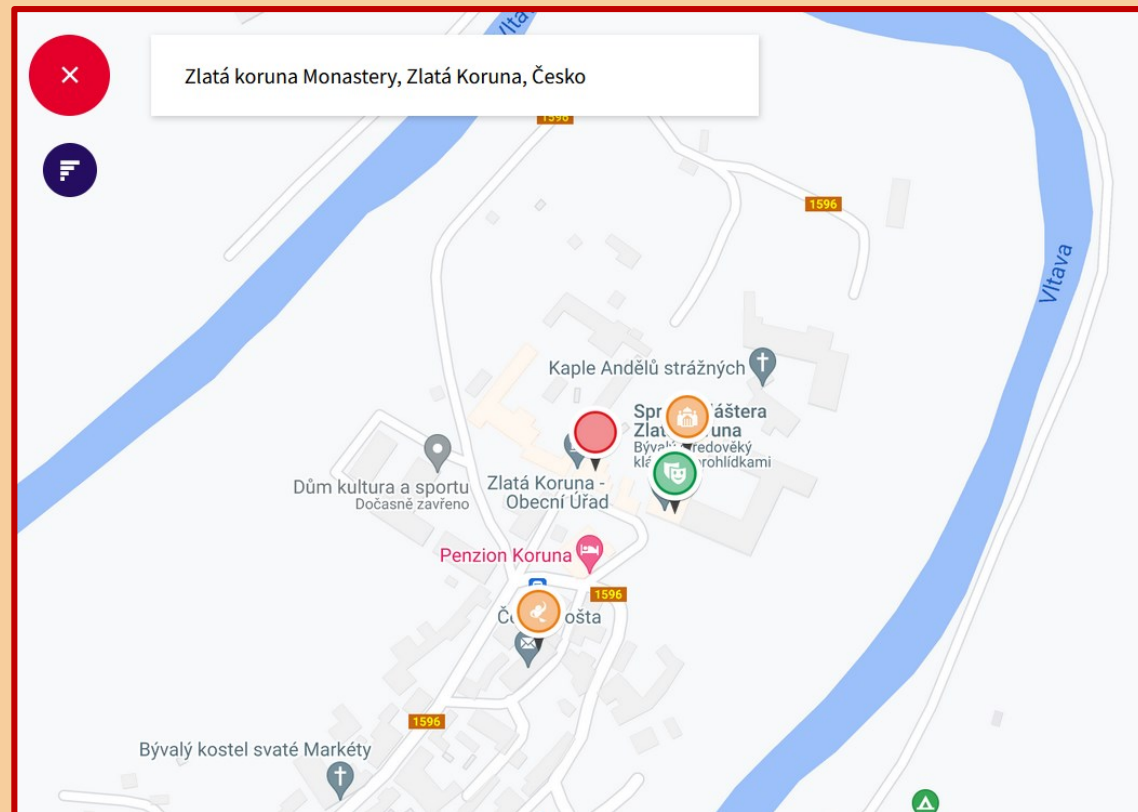 Zlatá koruna Monastery, Zlatá Koruna, Česko
1596
1596
Vltava
Kaple Andělů strážných
Zlatá Koruna -
Obecní Úřad
Dům kultura a sportu
Dočasně zavřeno
Penzion Koruna
1596
1596
Bývalý kostel svaté Markéty